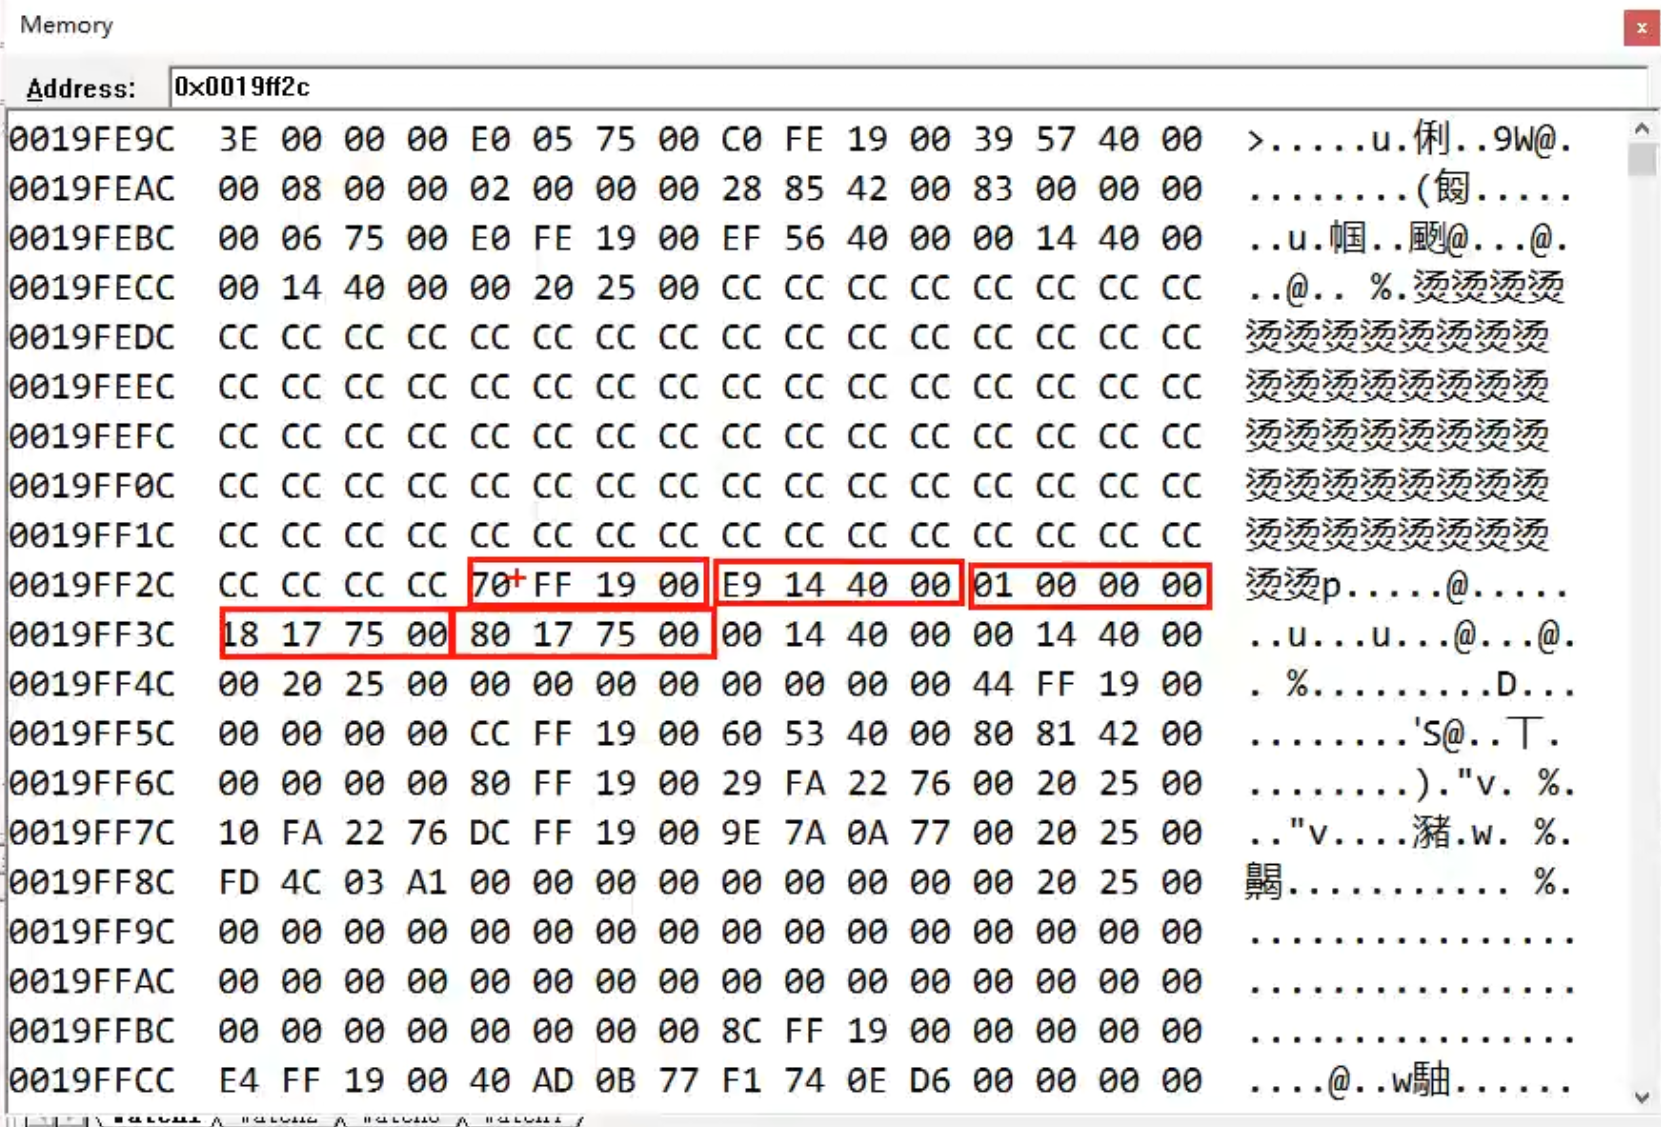 Memory
x
Address: 0x0019ff2c
0019FE9C 3E 00 00 00 E0 05 75 00 C0 FE 19 00 39 57 40 00 >.....u.俐..9W@.
0019FEAC 00 08 00 00 02 00 00 00 28 85 42 00 83 00 00 00 ........(匓.....
0019FEBC 00 06 75 00 E0 FE 19 00 EF 56 40 00 00 14 40 00 ..u.帼..颲@...@.
0019FECC 00 14 40 00 00 20 25 00 CC CC CC CC CC CC CC CC ..@.. %.烫烫烫烫
0019FEDC CC CC CC CC CC CC CC CC CC CC CC CC CC CC CC CC 烫烫烫烫烫烫烫烫
0019FEEC CC CC CC CC CC CC CC CC CC CC CC CC CC CC CC CC 烫烫烫烫烫烫烫烫
0019FEFC CC CC CC CC CC CC CC CC CC CC CC CC CC CC CC CC 烫烫烫烫烫烫烫烫
0019FF0C CC CC CC CC CC CC CC CC CC CC CC CC CC CC CC CC 烫烫烫烫烫烫烫烫
0019FF1C CC CC CC CC CC CC CC CC CC CC CC CC CC CC CC CC 烫烫烫烫烫烫烫烫
0019FF2C CC CC CC CC 70 FF 19 00 E9 14 40 00 01 00 00 00 烫烫p.....@.....
0019FF3C 18 17 75 00 80 17 75 00 00 14 40 00 00 14 40 00 ..u...u...@...@.
0019FF4C 00 20 25 00 00 00 00 00 00 00 00 00 44 FF 19 00 . %.........D...
0019FF5C 00 00 00 00 CC FF 19 00 60 53 40 00 80 81 42 00 ........'S@..丅.
0019FF6C 00 00 00 00 80 FF 19 00 29 FA 22 76 00 20 25 00 ........)."v. %.
0019FF7C 10 FA 22 76 DC FF 19 00 9E 7A 0A 77 00 20 25 00 .."v....瀦.w. %.
0019FF8C FD 4C 03 A1 00 00 00 00 00 00 00 00 00 20 25 00 齃........... %.
0019FF9C 00 00 00 00 00 00 00 00 00 00 00 00 00 00 00 00 ................
0019FFAC 00 00 00 00 00 00 00 00 00 00 00 00 00 00 00 00 ................
0019FFBC 00 00 00 00 00 00 00 00 8C FF 19 00 00 00 00 00 ................
0019FFCC E4 FF 19 00 40 AD 0B 77 F1 74 0E D6 00 00 00 00 ....@..w駎......